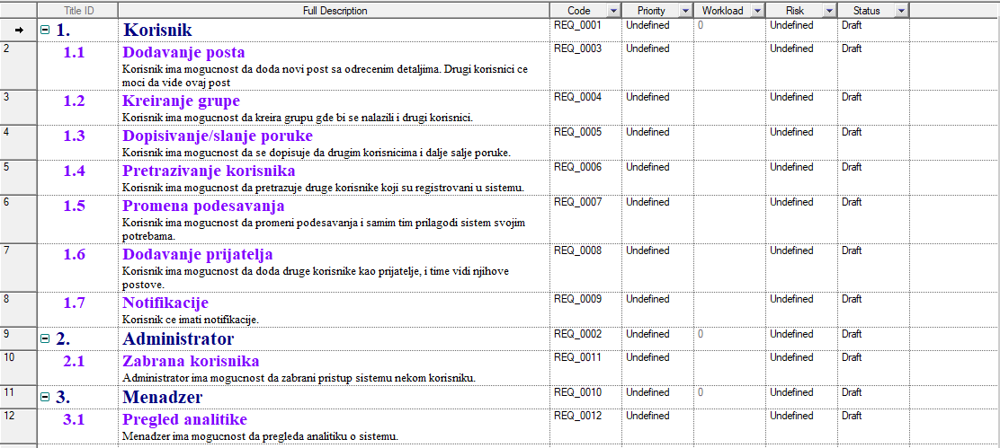 Title ID Full Description Code Priority Workload Risk Status
1. Korisnik REQ_0001 Undefined 0 Undefined Draft
2 1.1 Dodavanje posta REQ_0003 Undefined Undefined Draft
Korisnik ima mogucnost da doda novi post sa odrecenim detaljima. Drugi korisnici ce
moci da vide ovaj post
3 1.2 Kreiranje grupe REQ_0004 Undefined Undefined Draft
Korisnik ima mogucnost da kreira grupu gde bi se nalazili i drugi korisnici.
4 1.3 Dopisivanje/slanje poruke REQ_0005 Undefined Undefined Draft
Korisnik ima mogucnost da se dopisuje da drugim korisnicima i dalje salje poruke.
5 1.4 Pretrazivanje korisnika REQ_0006 Undefined Undefined Draft
Korisnik ima mogucnost da pretrazuje druge korisnike koji su registrovani u sistemu.
6 1.5 Promena podesavanja REQ_0007 Undefined Undefined Draft
Korisnik ima mogucnost da promeni podesavanja i samim tim prilagodi sistem svojim
potrebama.
7 1.6 Dodavanje prijatelja REQ_0008 Undefined Undefined Draft
Korisnik ima mogucnost da doda druge korisnike kao prijatelje, i time vidi njihove
postove.
8 1.7 Notifikacije REQ_0009 Undefined Undefined Draft
Korisnik ce imati notifikacije.
9 2. Administrator REQ_0002 Undefined 0 Undefined Draft
10 2.1 Zabrana korisnika REQ_0011 Undefined Undefined Draft
Administrator ima mogucnost da zabrani pristup sistemu nekom korisniku.
11 3. Menadzer REQ_0010 Undefined 0 Undefined Draft
12 3.1 Pregled analitike REQ_0012 Undefined Undefined Draft
Menadzer ima mogucnost da pregleda analitiku o sistemu.